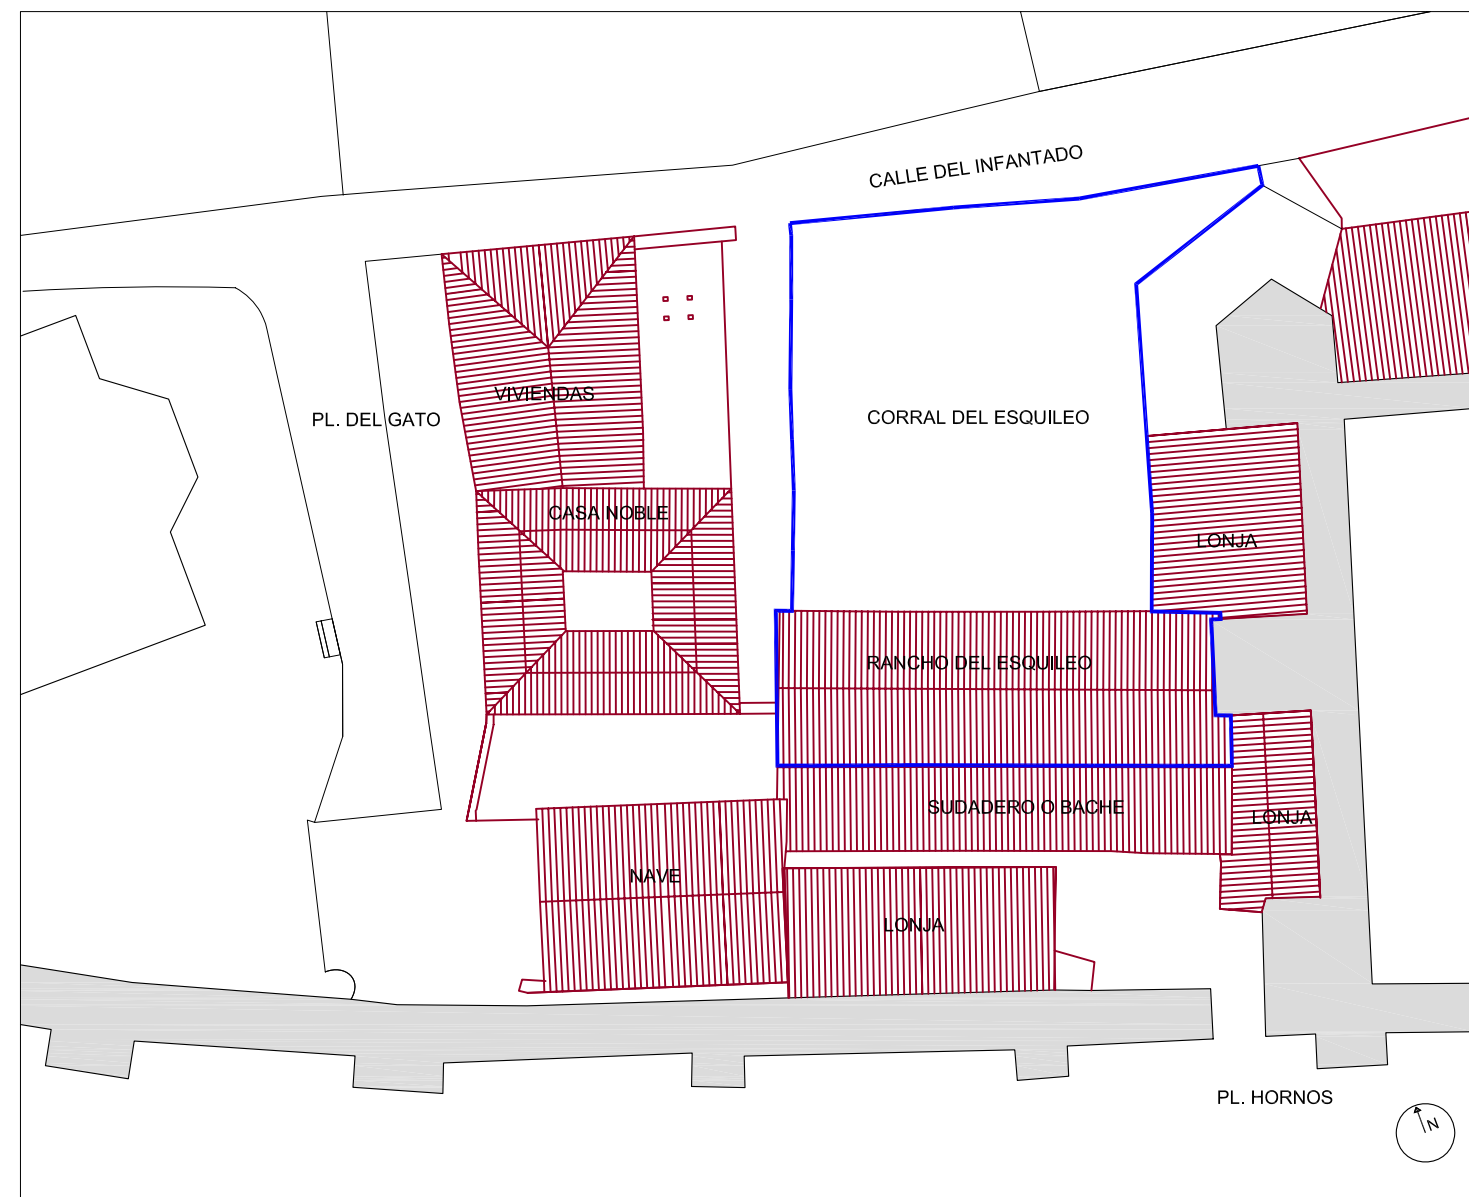 CALLE DEL INFANTADO
VIVIENDAS
PL. DEL GATO
CORRAL DEL ESQUILEO
CASA NOBLE
LONJA
RANCHO DEL ESQUILEO
SUDADERO O BACHE
LONJA
NAVE
LONJA
PL. HORNOS
N